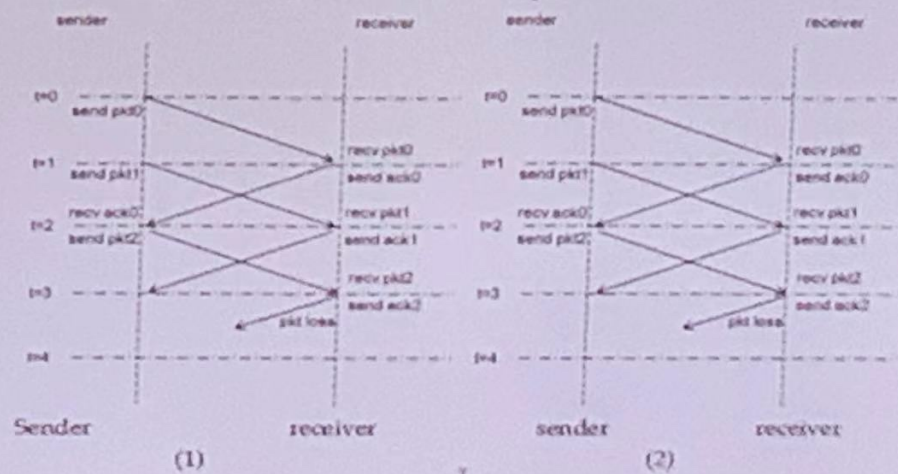 sender receiver sender receiver
t=0 t=0
send pkt0 send pkt0
recv pkt0 recv pkt0
t=1 t=1
send pkt1 send ack0 send pkt1 send ack0
recv ack0 recv pkt1 recv ack0 recv pkt1
t=2 t=2
send pkt2 send ack1 send pkt2 send ack1
recv pkt2 recv pkt2
t=3 t=3
send ack2 send ack2
pkt loss pkt loss
t=4 t=4
Sender receiver sender receiver
(1) (2)